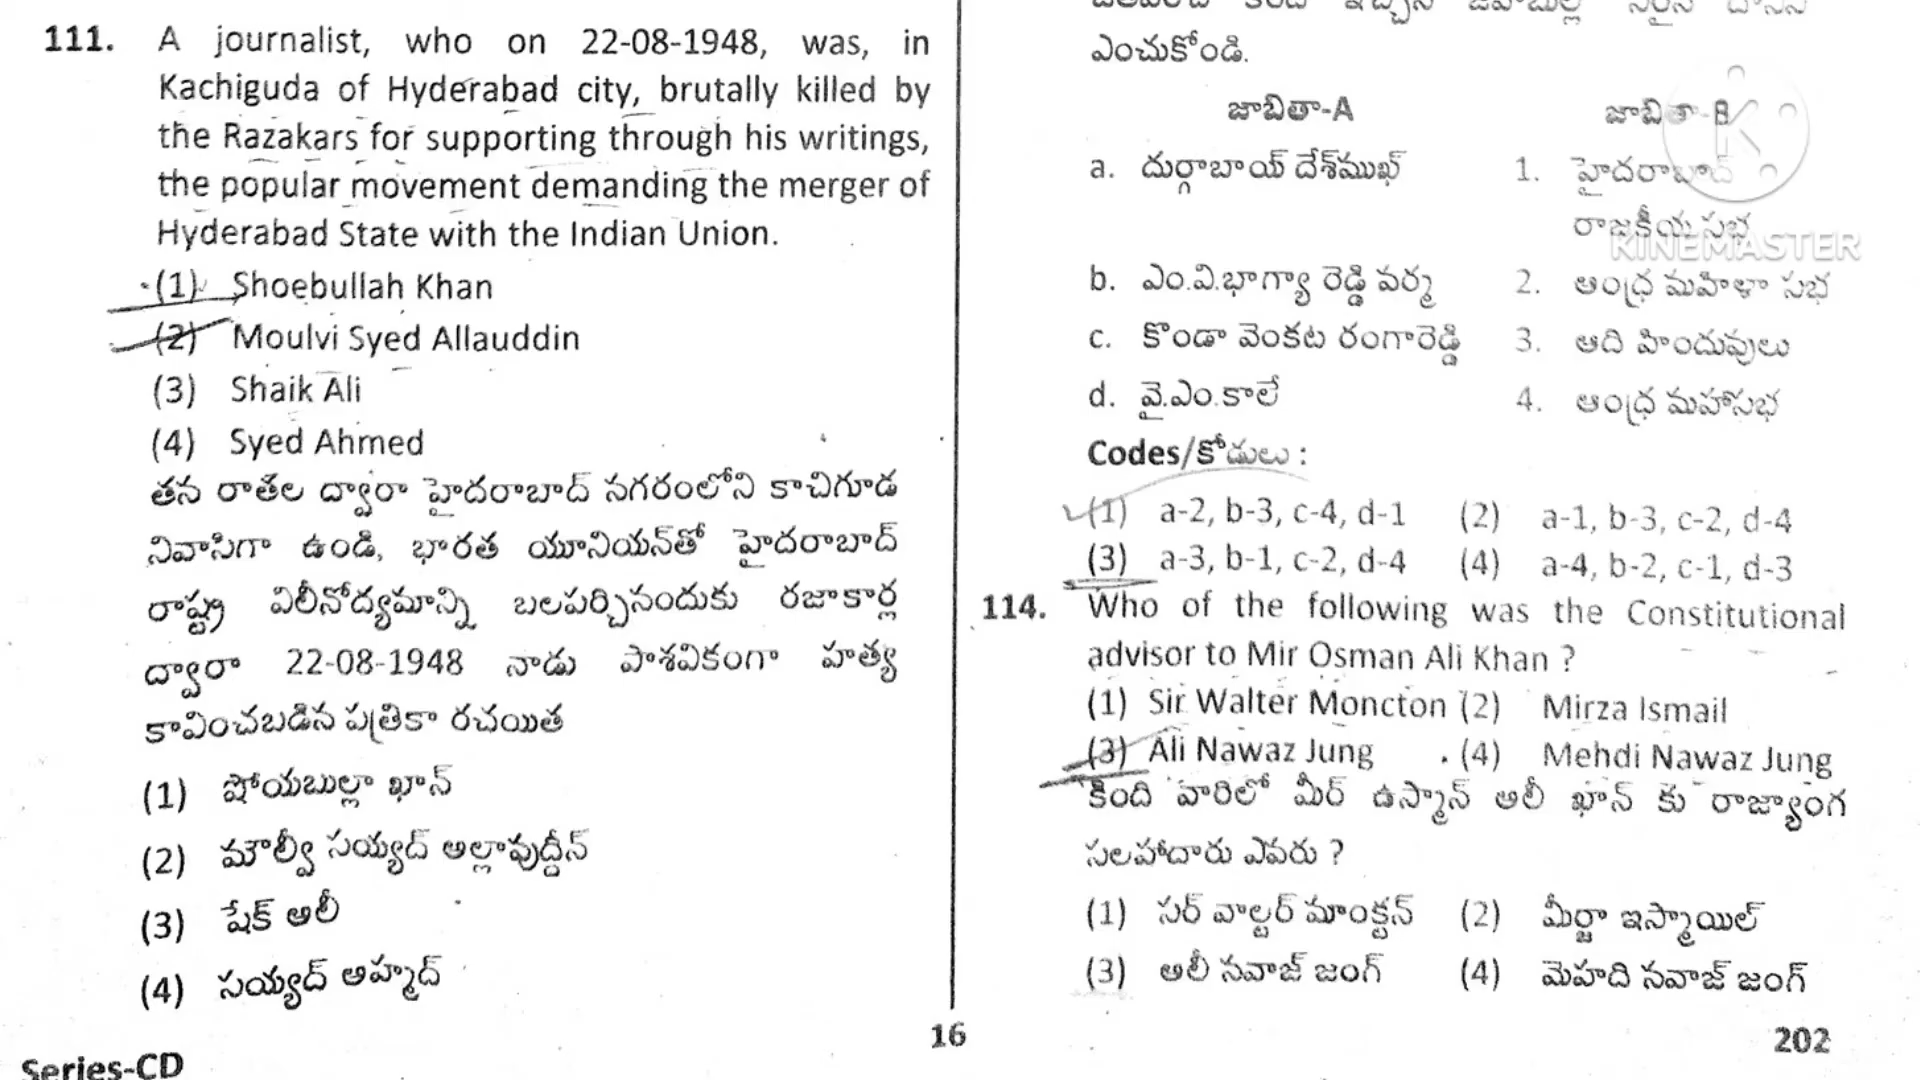 111. A journalist, who on 22-08-1948, was, in
Kachiguda of Hyderabad city, brutally killed by
the Razakars for supporting through his writings,
the popular movement demanding the merger of
Hyderabad State with the Indian Union.
(1) Shoebullah Khan
(2) Moulvi Syed Allauddin
(3) Shaik Ali
(4) Syed Ahmed
తన రాతల ద్వారా హైదరాబాద్ నగరంలోని కాచిగూడ
నివాసిగా ఉండి, భారత యూనియన్‌తో హైదరాబాద్
రాష్ట్ర విలీనోద్యమాన్ని బలపర్చినందుకు రజాకార్ల
ద్వారా 22-08-1948 నాడు పాశవికంగా హత్య
కావించబడిన పత్రికా రచయిత
(1) షోయబుల్లా ఖాన్
(2) మౌల్వీ సయ్యద్ అల్లావుద్దీన్
(3) షేక్ ఆలీ
(4) సయ్యద్ అహ్మద్
Series-CD
16
ఎంచుకోండి.
జాబితా-A జాబితా-B
a. దుర్గాబాయ్ దేశ్‌ముఖ్ 1. హైదరాబాద్
రాజకీయ సభ
b. ఎం.వి.భాగ్యా రెడ్డి వర్మ 2. ఆంధ్ర మహిళా సభ
c. కొండా వెంకట రంగారెడ్డి 3. ఆది హిందువులు
d. వై.ఎం.కాలే 4. ఆంధ్ర మహాసభ
Codes/కోడులు :
(1) a-2, b-3, c-4, d-1 (2) a-1, b-3, c-2, d-4
(3) a-3, b-1, c-2, d-4 (4) a-4, b-2, c-1, d-3
114. Who of the following was the Constitutional
advisor to Mir Osman Ali Khan ?
(1) Sir Walter Moncton (2) Mirza Ismail
(3) Ali Nawaz Jung (4) Mehdi Nawaz Jung
కింది వారిలో మీర్ ఉస్మాన్ ఆలీ ఖాన్ కు రాజ్యాంగ
సలహాదారు ఎవరు ?
(1) సర్ వాల్టర్ మాంక్టన్ (2) మీర్జా ఇస్మాయిల్
(3) ఆలీ నవాజ్ జంగ్ (4) మెహది నవాజ్ జంగ్
202
KINEMASTER